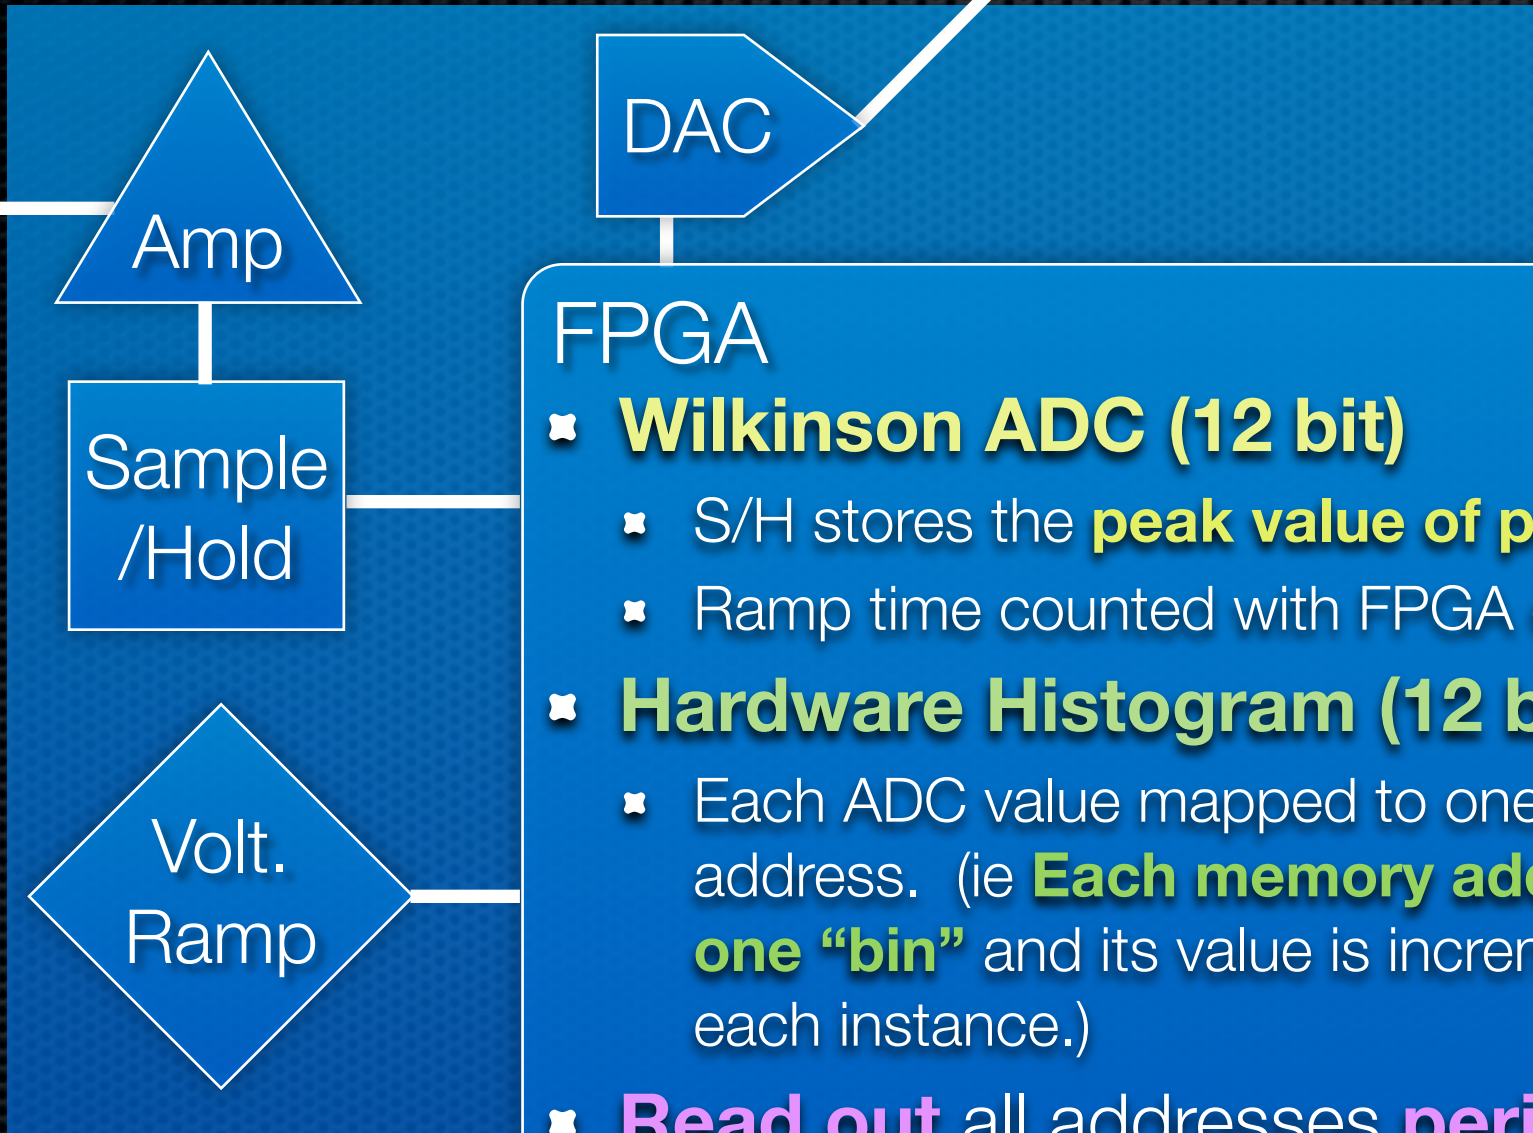 DAC
Amp
FPGA
Wilkinson ADC (12 bit)
Sample
/Hold
S/H stores the peak value of
Ramp time counted with FPGA
Hardware Histogram (12
Volt.
Ramp
Each ADC value mapped to one
address. (ie Each memory
one “bin” and its value is
each instance.)
Read out all addresses